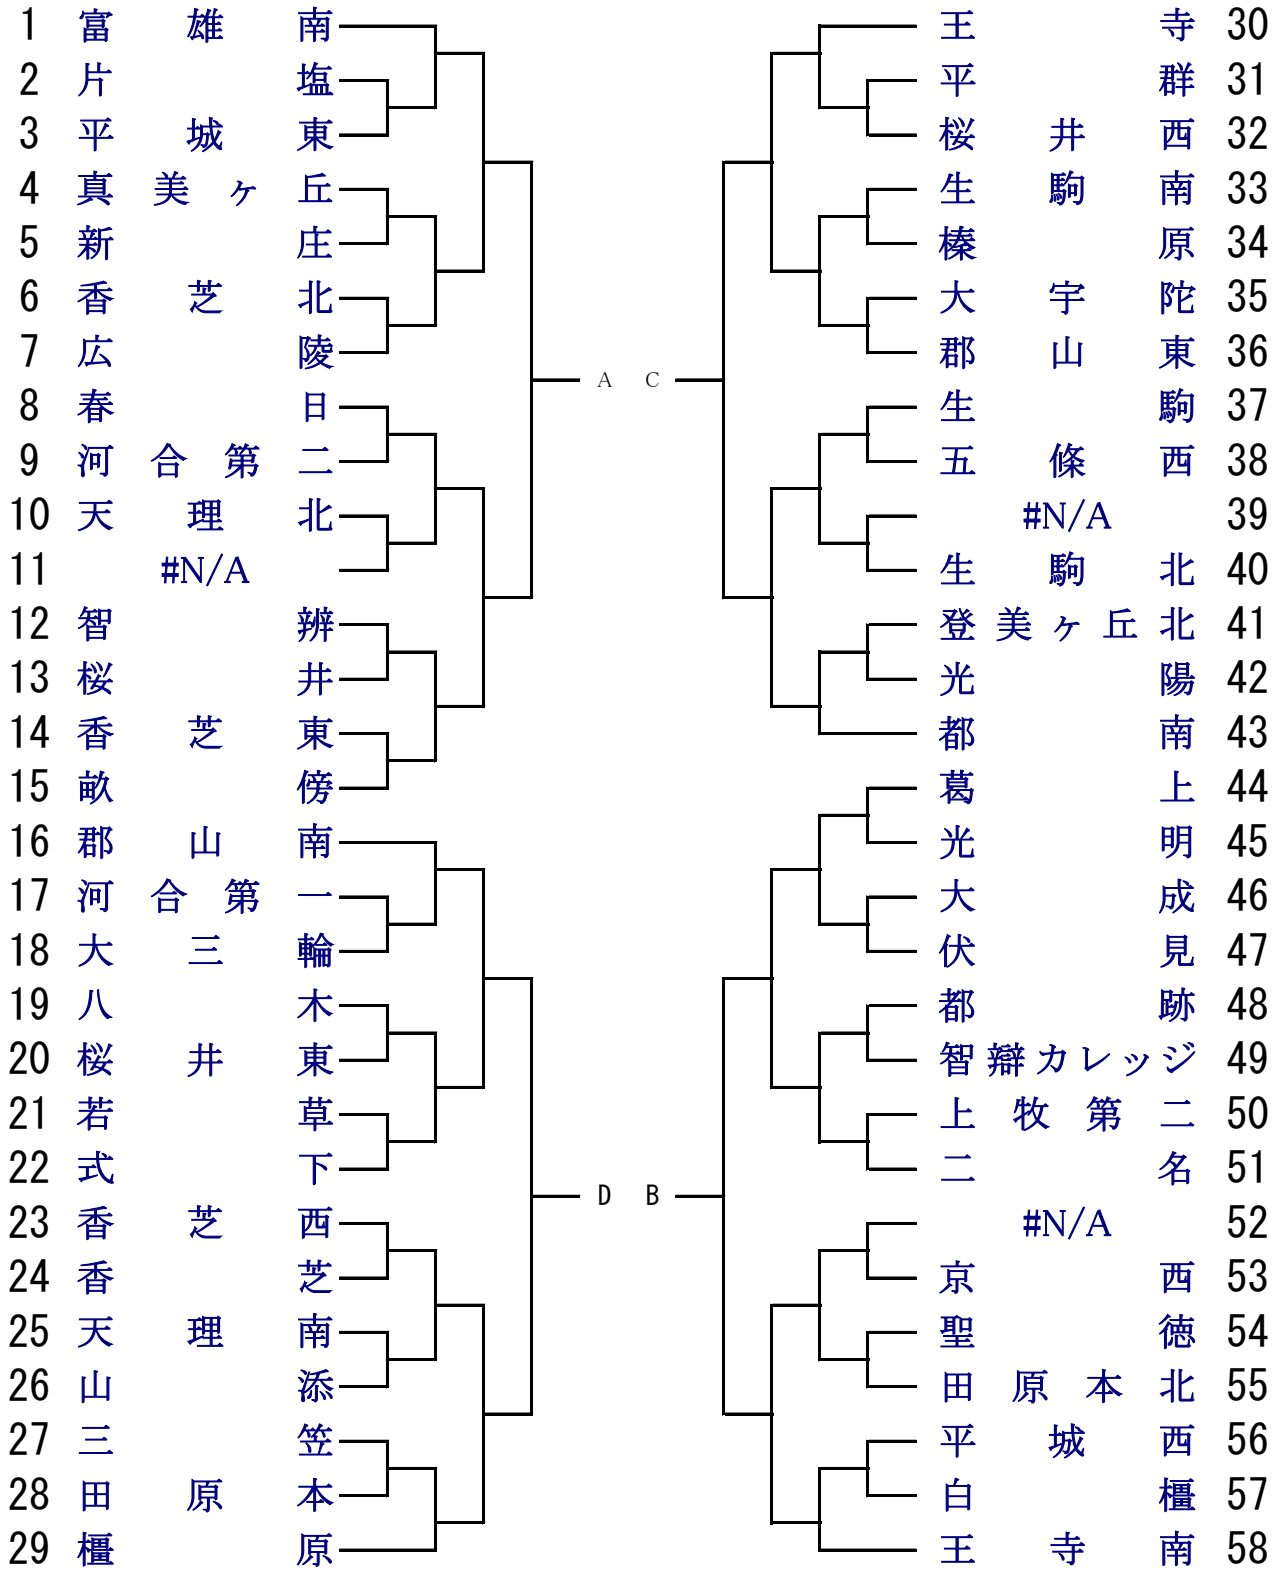 1 富雄南
2 片塩
3 平城東
4 真美ヶ丘
5 新庄
6 香芝北
7 広陵
8 春日
9 河合第二
10 天理北
11 #N/A
12 智辨
13 桜井
14 香芝東
15 畝傍
16 郡山南
17 河合第一
18 大三輪
19 八木
20 桜井東
21 若草
22 式下
23 香芝西
24 香芝
25 天理南
26 山添
27 三笠
28 田原本
29 橿原
A C
D B
王寺 30
平群 31
桜井西 32
生駒南 33
榛原 34
大宇陀 35
郡山東 36
生駒 37
五條西 38
#N/A 39
生駒北 40
登美ヶ丘北 41
光陽 42
都南 43
葛上 44
光明 45
大成 46
伏見 47
都跡 48
智辯カレッジ 49
上牧第二 50
二名 51
#N/A 52
京西 53
聖徳 54
田原本北 55
平城西 56
白橿 57
王寺南 58